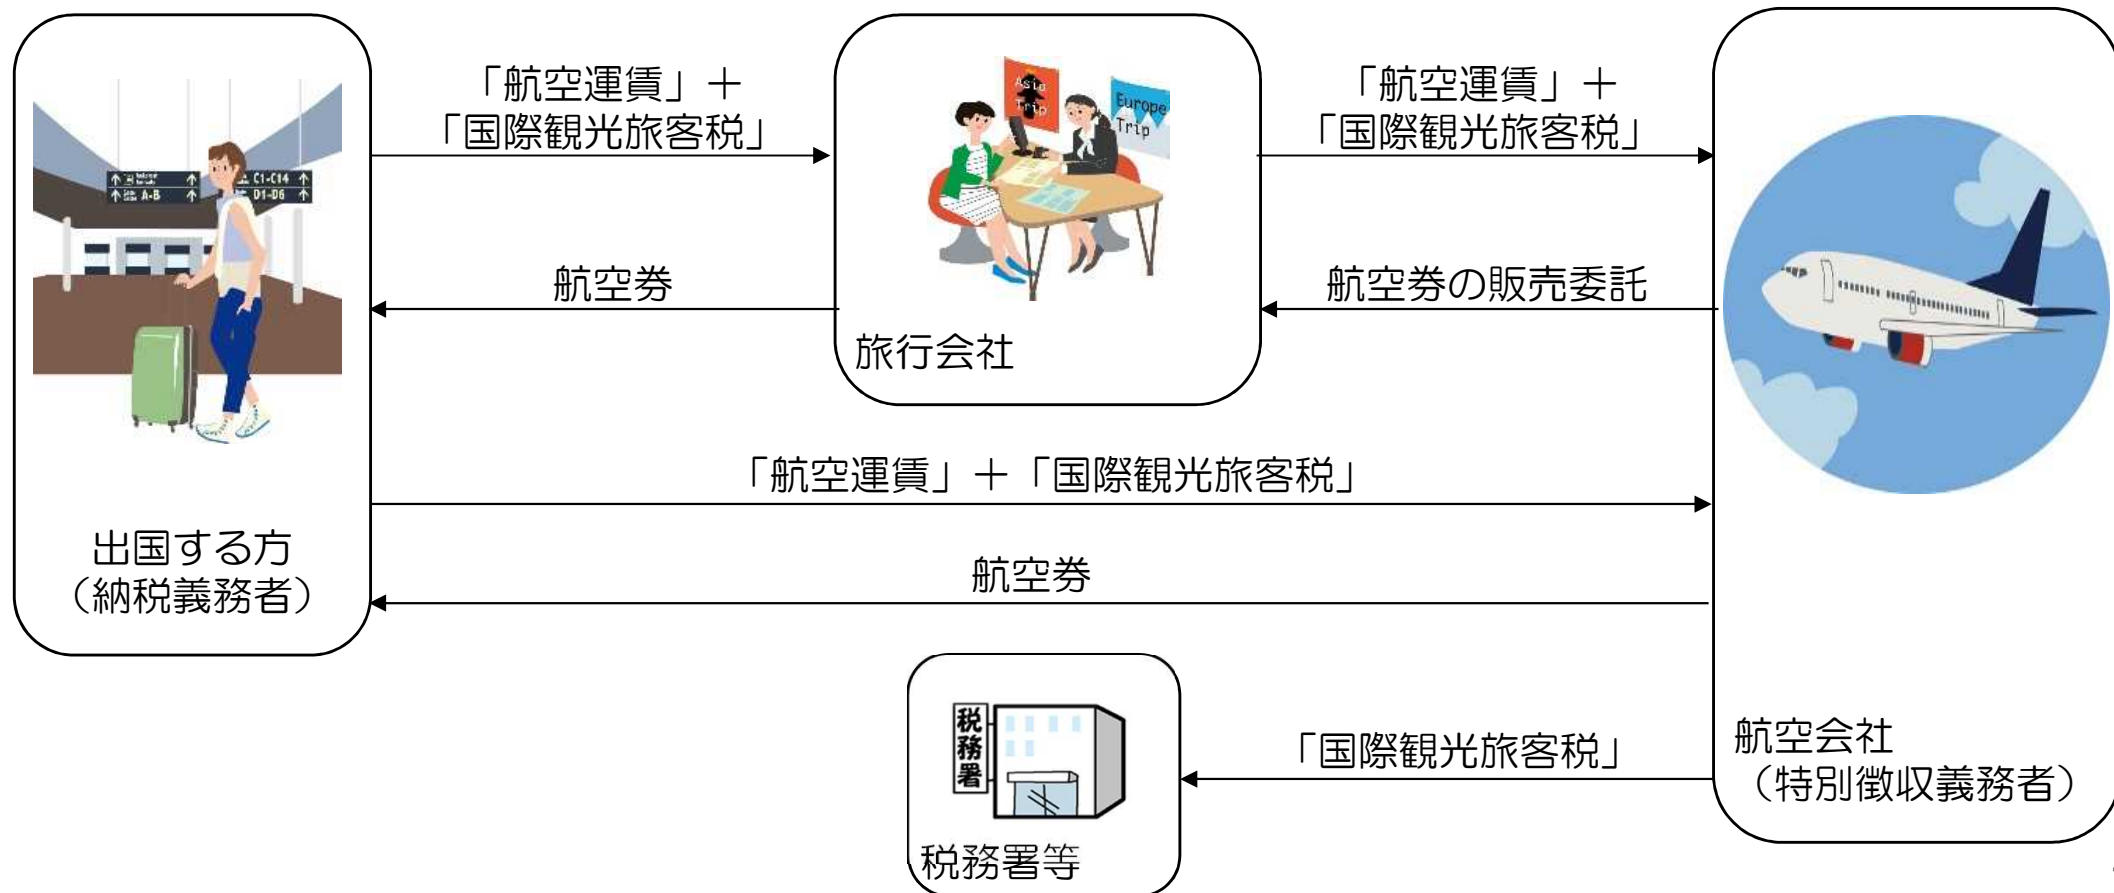 「航空運賃」＋
「国際観光旅客税」
「航空運賃」＋
「国際観光旅客税」
Asia
Trip
Europe
Trip
C1-C14
A-B
D1-D6
航空券
航空券の販売委託
旅行会社
「航空運賃」＋「国際観光旅客税」
出国する方
（納税義務者）
航空券
税務署
「国際観光旅客税」
航空会社
（特別徴収義務者）
税務署等